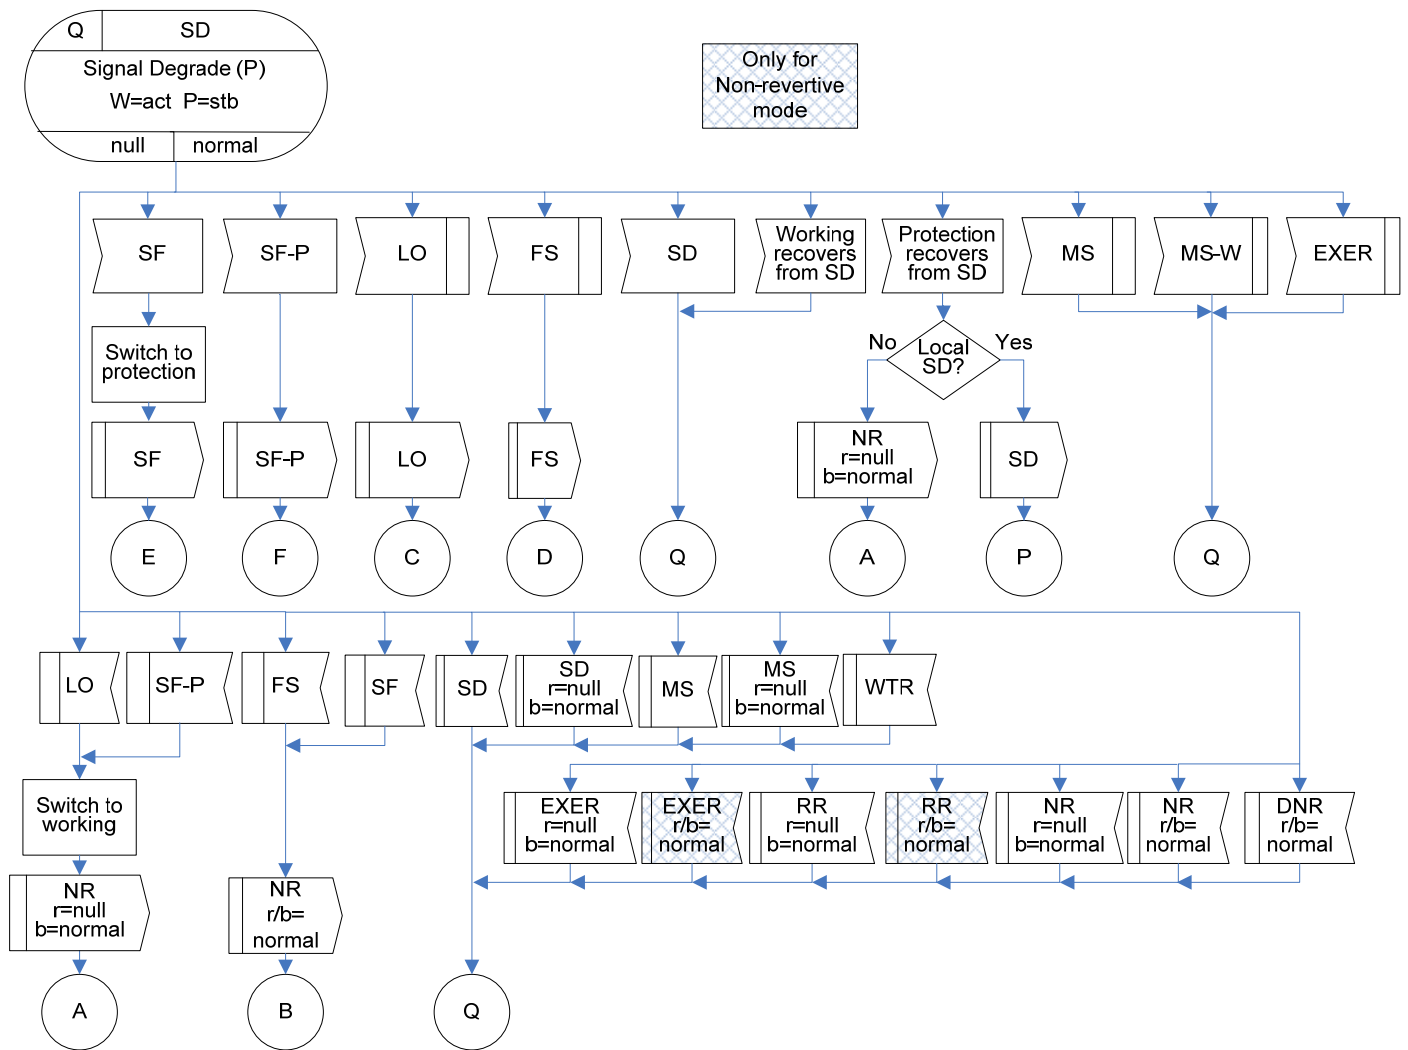 Q SD
Signal Degrade (P)
W=act P=stb
null normal
Only for
Non-revertive
mode
SF
SF-P
LO
FS
SD
Working
recovers
from SD
Protection
recovers
from SD
MS
MS-W
EXER
Switch to
protection
No
Local
SD?
Yes
SF
SF-P
LO
FS
NR
r=null
b=normal
SD
E
F
C
D
Q
A
P
Q
LO
SF-P
FS
SF
SD
SD
r=null
b=normal
MS
MS
r=null
b=normal
WTR
Switch to
working
EXER
r=null
b=normal
EXER
r/b=
normal
RR
r=null
b=normal
RR
r/b=
normal
NR
r=null
b=normal
NR
r/b=
normal
DNR
r/b=
normal
NR
r=null
b=normal
NR
r/b=
normal
A
B
Q